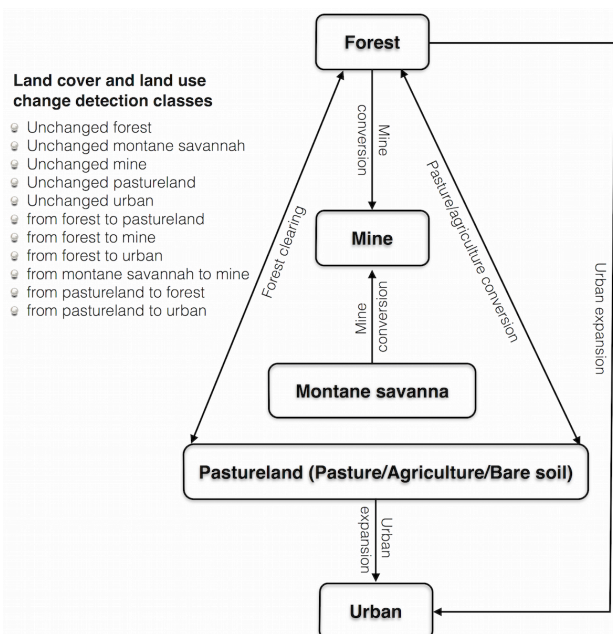 Forest
Land cover and land use
change detection classes
Unchanged forest
Unchanged montane savannah
Unchanged mine
Unchanged pastureland
Unchanged urban
from forest to pastureland
from forest to mine
from forest to urban
from montane savannah to mine
from pastureland to forest
from pastureland to urban
Mine
conversion
Forest clearing
Pasture/agriculture conversion
Urban expansion
Mine
Mine
conversion
Montane savanna
Pastureland (Pasture/Agriculture/Bare soil)
Urban
expansion
Urban